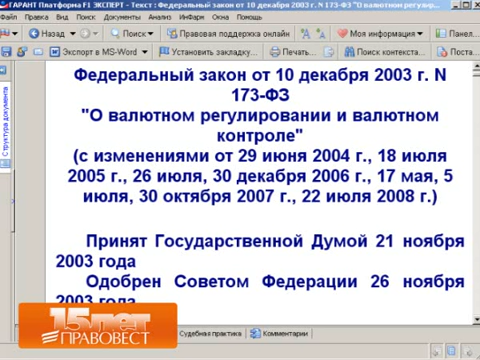 ГАРАНТ Платформа F1 ЭКСПЕРТ - Текст : Федеральный закон от 10 декабря 2003 г. N 173-ФЗ "О валютном регулир...
Файл Правка Вид Поиск Документы Анализ ИнфАрм Окна Помощь
Назад Поиск Правовая поддержка онлайн Моя информация Панел...
Экспорт в MS-Word Установить закладку... Поиск контекста... Поста...
Структура документа
Федеральный закон от 10 декабря 2003 г. N
173-ФЗ
"О валютном регулировании и валютном
контроле"
(с изменениями от 29 июня 2004 г., 18 июля
2005 г., 26 июля, 30 декабря 2006 г., 17 мая, 5
июля, 30 октября 2007 г., 22 июля 2008 г.)
Принят Государственной Думой 21 ноября
2003 года
Одобрен Советом Федерации 26 ноября
2003 года
15 лет
ПРАВОВЕСТ
Судебная практика Комментарии